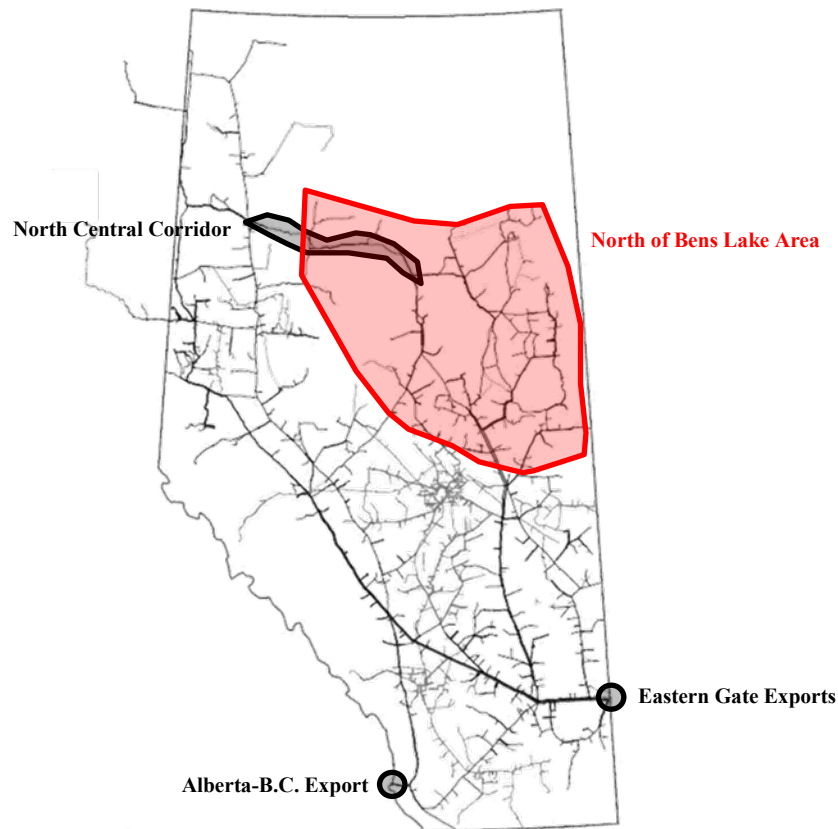 North Central Corridor
North of Bens Lake Area
Eastern Gate Exports
Alberta-B.C. Export